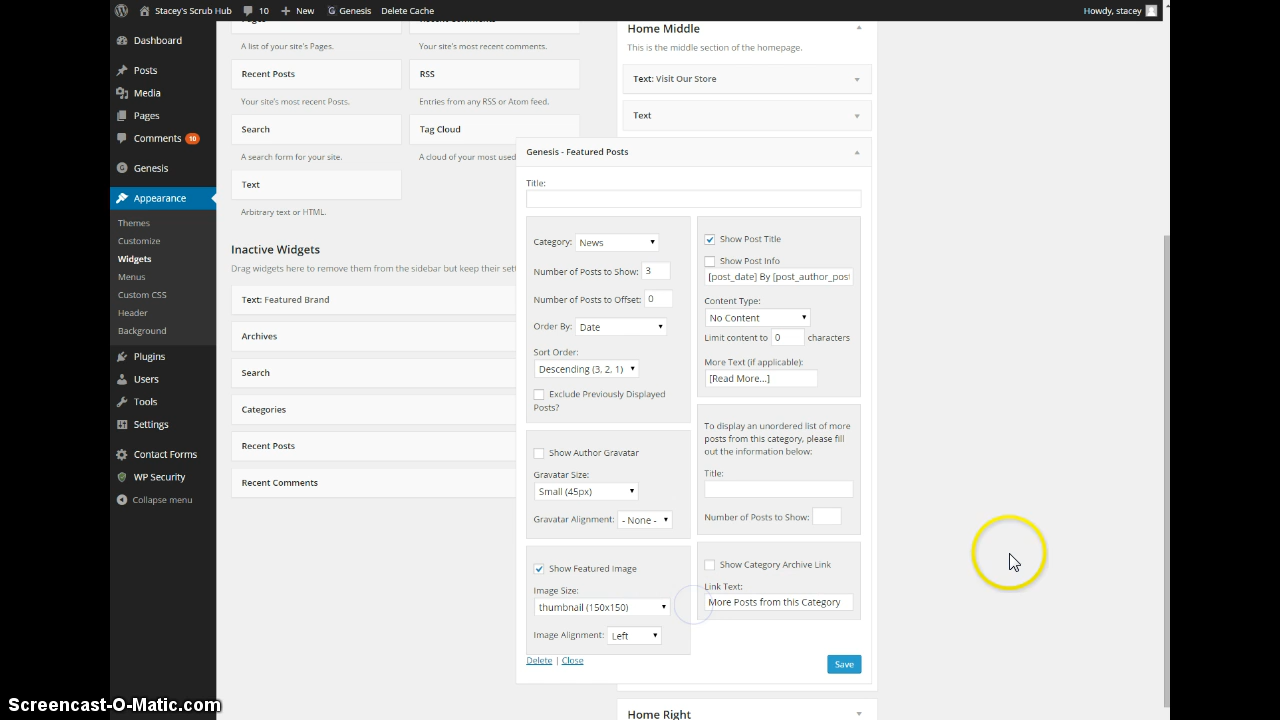 Stacey's Scrub Hub 10 New Genesis Delete Cache Howdy, stacey
Dashboard
Posts
Media
Pages
Comments 10
Genesis
Appearance
Themes
Customize
Widgets
Menus
Custom CSS
Header
Background
Plugins
Users
Tools
Settings
Contact Forms
WP Security
Collapse menu
A list of your site's Pages.
Your site's most recent comments.
Recent Posts
RSS
Your site's most recent Posts.
Entries from any RSS or Atom feed.
Search
Tag Cloud
A search form for your site.
A cloud of your most used
Text
Arbitrary text or HTML.
Inactive Widgets
Drag widgets here to remove them from the sidebar but keep their
Text: Featured Brand
Archives
Search
Categories
Recent Posts
Recent Comments
Home Middle
This is the middle section of the homepage.
Text: Visit Our Store
Text
Genesis - Featured Posts
Title:
Category: News
Number of Posts to Show: 3
Number of Posts to Offset: 0
Order By: Date
Sort Order:
Descending (3, 2, 1)
Exclude Previously Displayed
Posts?
Show Author Gravatar
Gravatar Size:
Small (45px)
Gravatar Alignment: - None -
Show Featured Image
Image Size:
thumbnail (150x150)
Image Alignment: Left
Delete | Close
Show Post Title
Show Post Info
[post_date] By [post_author_post
Content Type:
No Content
Limit content to 0 characters
More Text (if applicable):
[Read More...]
To display an unordered list of more
posts from this category, please fill
out the information below:
Title:
Number of Posts to Show:
Show Category Archive Link
Link Text:
More Posts from this Category
Save
Home Right
Screencast-O-Matic.com